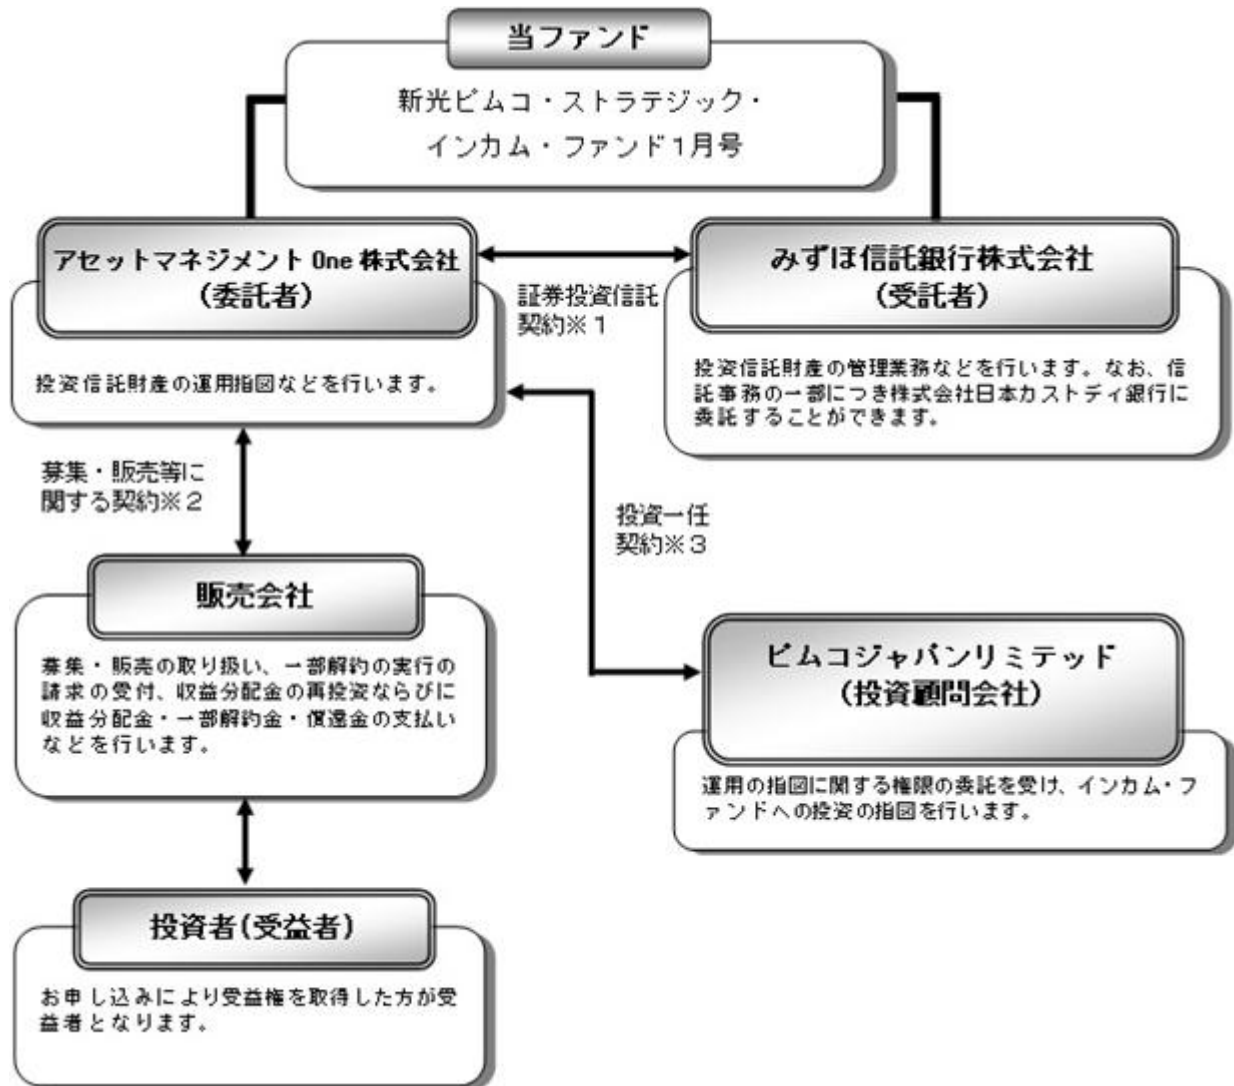 当ファンド
新光ピムコ・ストラテジック・
インカム・ファンド1月号
アセットマネジメント One 株式会社
(委託者)
投資信託財産の運用指図などを行います。
証券投資信託
契約※1
みずほ信託銀行株式会社
(受託者)
投資信託財産の管理業務などを行います。なお、信
託事務の一部につき株式会社日本カストディ銀行に
委託することができます。
募集・販売等に
関する契約※2
投資一任
契約※3
販売会社
募集・販売の取り扱い、一部解約の実行の
請求の受付、収益分配金の再投資ならびに
収益分配金・一部解約金・償還金の支払い
などを行います。
ピムコジャパンリミテッド
(投資顧問会社)
運用の指図に関する権限の委託を受け、インカム・フ
ァンドへの投資の指図を行います。
投資者(受益者)
お申し込みにより受益権を取得した方が受
益者となります。